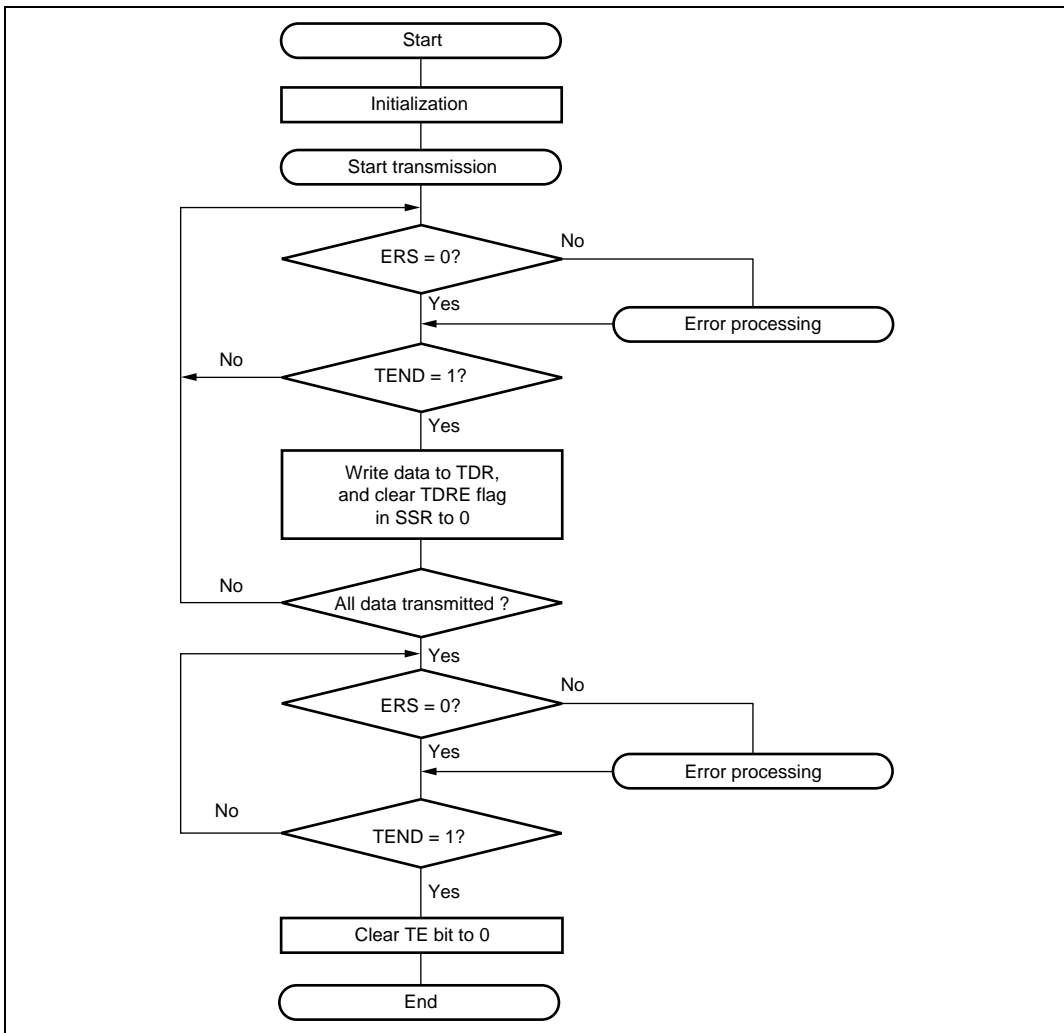 Start
Initialization
Start transmission
ERS = 0?
No
Yes
Error processing
No
TEND = 1?
Yes
Write data to TDR,
and clear TDRE flag
in SSR to 0
No
All data transmitted ?
Yes
No
ERS = 0?
Yes
Error processing
No
TEND = 1?
Yes
Clear TE bit to 0
End